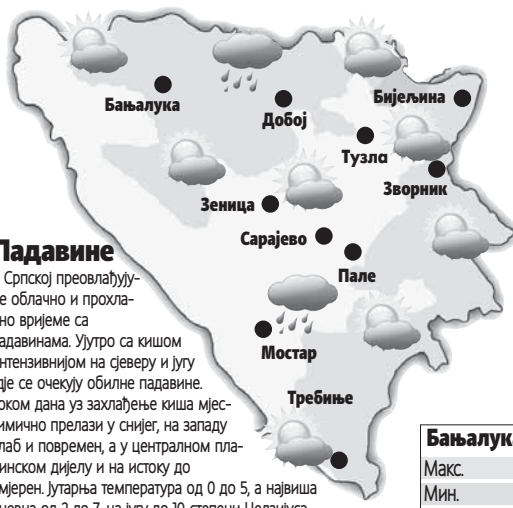 Бањалука
Добој
Бијељина
Тузла
Зворник
Зеница
Сарајево
Пале
Мостар
Требиње
Падавине
Српској преовлађују-
е облачно и прохла-
но вријеме са
адавинама. Ујутро са кишом
нтензивнијом на сјеверу и југу
дје се очекују обилне падавине.
оком дана уз захлађење киша мјес-
имично прелази у снијег, на западу
лаб и повремен, а у централном пла-
инском дијелу и на истоку до
мјерен. Јутарња температура од 0 до 5, а највиша
Бањалука
Макс.
Мин.